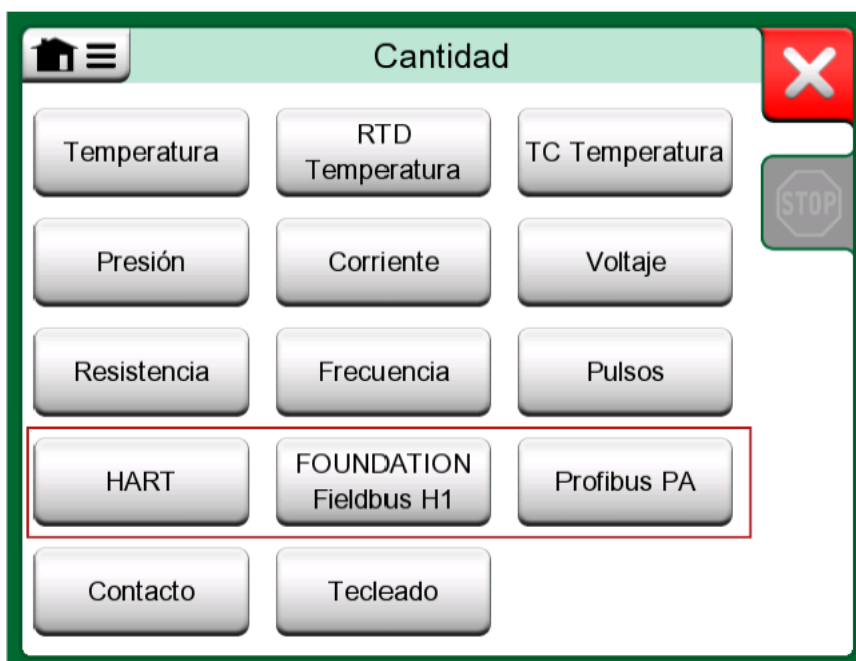 Cantidad
Temperatura
RTD
Temperatura
TC Temperatura
STOP
Presión
Corriente
Voltaje
Resistencia
Frecuencia
Pulsos
HART
FOUNDATION
Fieldbus H1
Profibus PA
Contacto
Tecleado